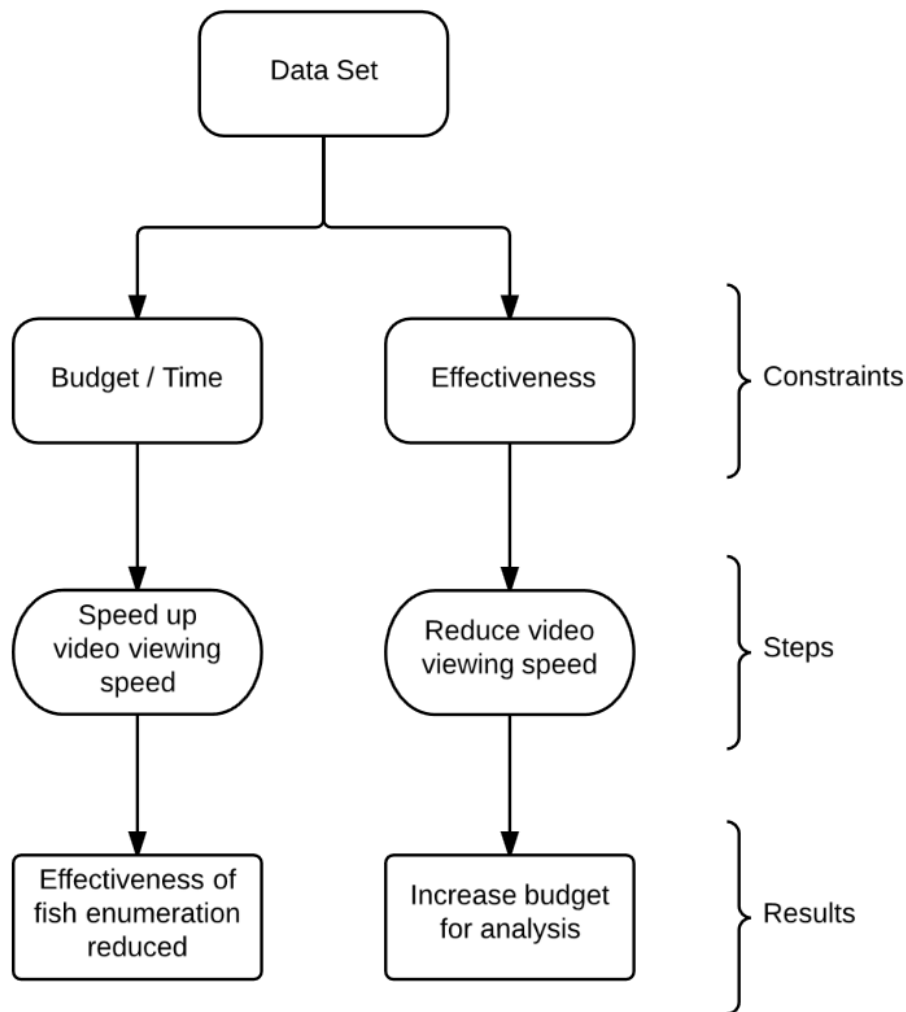 Data Set
Budget / Time
Effectiveness
Constraints
Speed up
video viewing
speed
Reduce video
viewing speed
Steps
Effectiveness of
fish enumeration
reduced
Increase budget
for analysis
Results